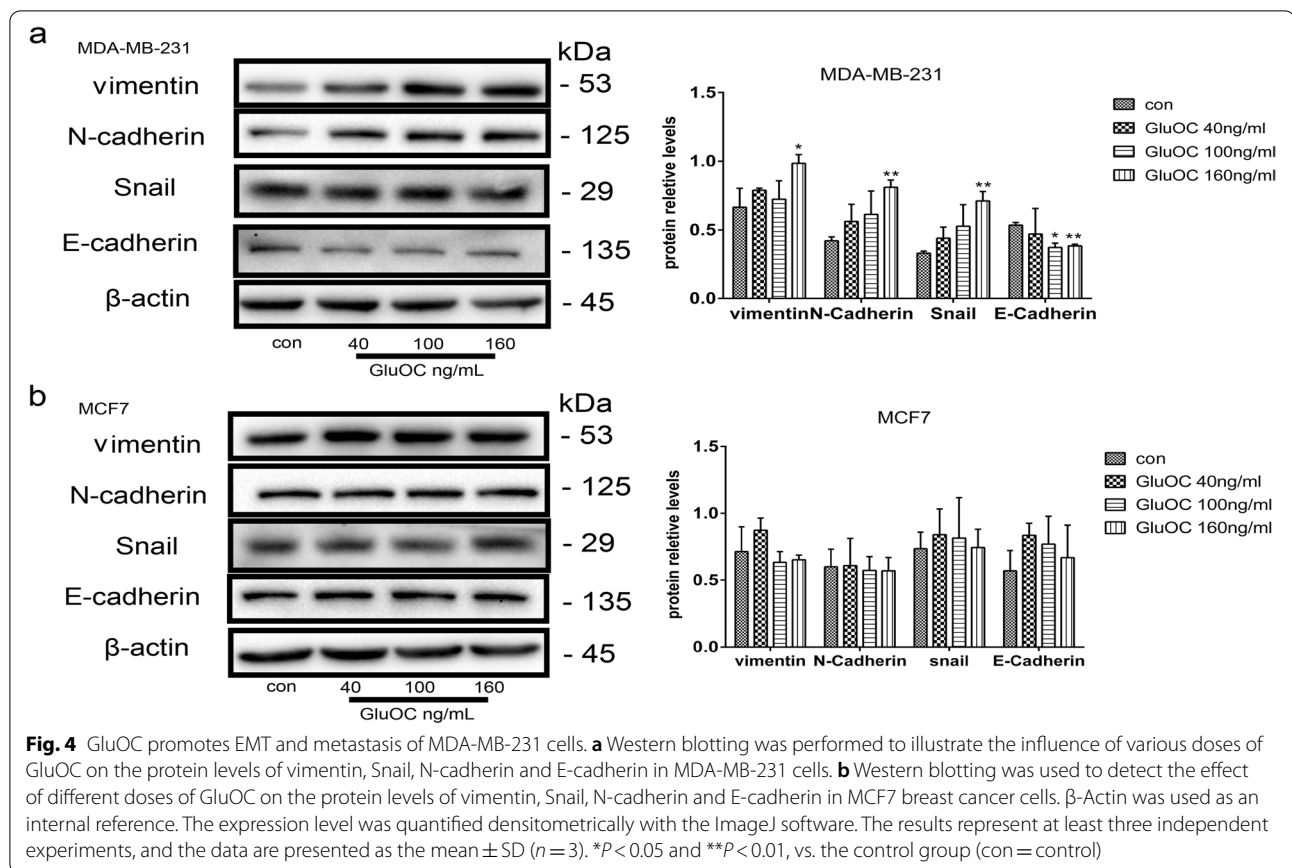 a
MDA-MB-231
kDa
vimentin
- 53
N-cadherin
- 125
Snail
- 29
E-cadherin
- 135
β-actin
- 45
con 40 100 160
GluOC ng/mL
MDA-MB-231
protein reletive levels
1.5
1.0
0.5
0.0
* ** ** * **
vimentin N-Cadherin Snail E-Cadherin
con
GluOC 40ng/ml
GluOC 100ng/ml
GluOC 160ng/ml
b
MCF7
kDa
vimentin
- 53
N-cadherin
- 125
Snail
- 29
E-cadherin
- 135
β-actin
- 45
con 40 100 160
GluOC ng/mL
MCF7
protein reletive levels
1.5
1.0
0.5
0.0
vimentin N-Cadherin snail E-Cadherin
con
GluOC 40ng/ml
GluOC 100ng/ml
GluOC 160ng/ml
Fig. 4 GluOC promotes EMT and metastasis of MDA-MB-231 cells. a Western blotting was performed to illustrate the influence of various doses of
GluOC on the protein levels of vimentin, Snail, N-cadherin and E-cadherin in MDA-MB-231 cells. b Western blotting was used to detect the effect
of different doses of GluOC on the protein levels of vimentin, Snail, N-cadherin and E-cadherin in MCF7 breast cancer cells. β-Actin was used as an
internal reference. The expression level was quantified densitometrically with the ImageJ software. The results represent at least three independent
experiments, and the data are presented as the mean ± SD (n = 3). *P < 0.05 and **P < 0.01, vs. the control group (con = control)